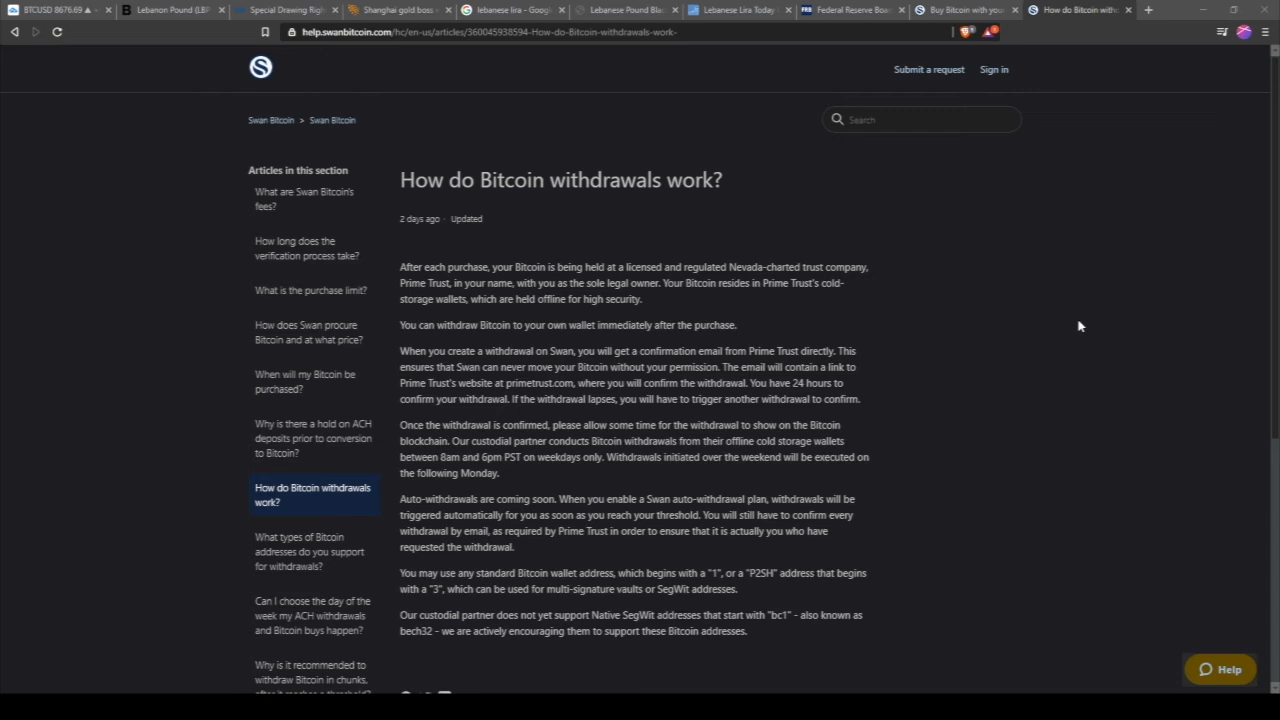 BTCUSD 8676.69 ▲
Lebanon Pound (LBP
Special Drawing Righ
Shanghai gold boss
lebanese lira - Googl
Lebanese Pound Blac
Lebanese Lira Today
Federal Reserve Boar
Buy Bitcoin with you
How do Bitcoin with
help.swanbitcoin.com/hc/en-us/articles/360045938594-How-do-Bitcoin-withdrawals-work-
Submit a request
Sign in
Swan Bitcoin > Swan Bitcoin
Search
Articles in this section
What are Swan Bitcoin's
fees?
How long does the
verification process take?
What is the purchase limit?
How does Swan procure
Bitcoin and at what price?
When will my Bitcoin be
purchased?
Why is there a hold on ACH
deposits prior to conversion
to Bitcoin?
How do Bitcoin withdrawals
work?
What types of Bitcoin
addresses do you support
for withdrawals?
Can I choose the day of the
week my ACH withdrawals
and Bitcoin buys happen?
Why is it recommended to
withdraw Bitcoin in chunks,
after it reaches a threshold?
How do Bitcoin withdrawals work?
2 days ago · Updated
After each purchase, your Bitcoin is being held at a licensed and regulated Nevada-charted trust company,
Prime Trust, in your name, with you as the sole legal owner. Your Bitcoin resides in Prime Trust's cold-
storage wallets, which are held offline for high security.
You can withdraw Bitcoin to your own wallet immediately after the purchase.
When you create a withdrawal on Swan, you will get a confirmation email from Prime Trust directly. This
ensures that Swan can never move your Bitcoin without your permission. The email will contain a link to
Prime Trust's website at primetrust.com, where you will confirm the withdrawal. You have 24 hours to
confirm your withdrawal. If the withdrawal lapses, you will have to trigger another withdrawal to confirm.
Once the withdrawal is confirmed, please allow some time for the withdrawal to show on the Bitcoin
blockchain. Our custodial partner conducts Bitcoin withdrawals from their offline cold storage wallets
between 8am and 6pm PST on weekdays only. Withdrawals initiated over the weekend will be executed on
the following Monday.
Auto-withdrawals are coming soon. When you enable a Swan auto-withdrawal plan, withdrawals will be
triggered automatically for you as soon as you reach your threshold. You will still have to confirm every
withdrawal by email, as required by Prime Trust in order to ensure that it is actually you who have
requested the withdrawal.
You may use any standard Bitcoin wallet address, which begins with a "1", or a "P2SH" address that begins
with a "3", which can be used for multi-signature vaults or SegWit addresses.
Our custodial partner does not yet support Native SegWit addresses that start with "bc1" - also known as
bech32 - we are actively encouraging them to support these Bitcoin addresses.
Help